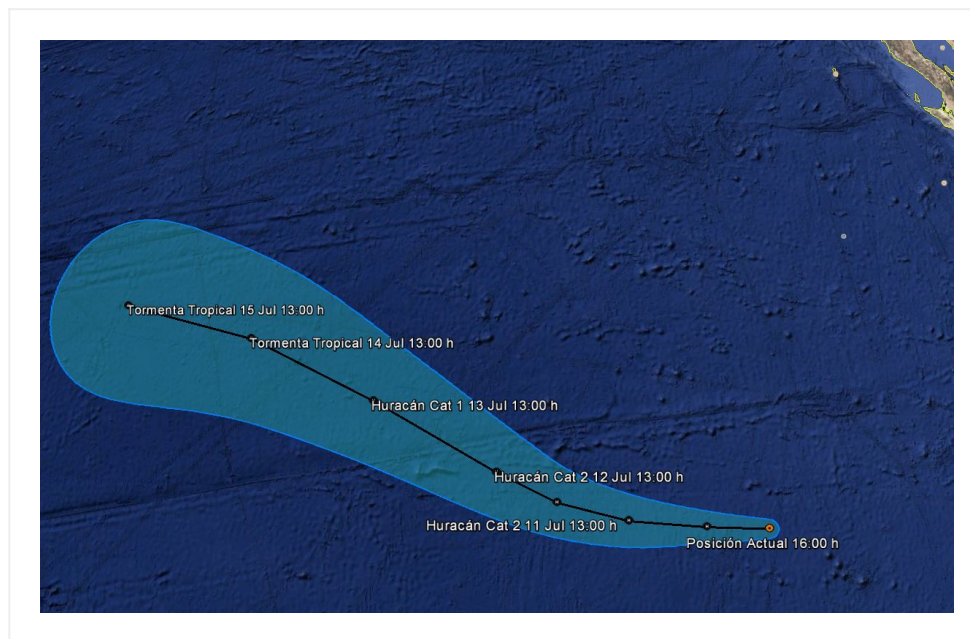 Tormenta Tropical 15 Jul 13:00 h
Tormenta Tropical 14 Jul 13:00 h
Huracán Cat 1 13 Jul 13:00 h
Huracán Cat 2 12 Jul 13:00 h
Huracán Cat 2 11 Jul 13:00 h
Posición Actual 16:00 h